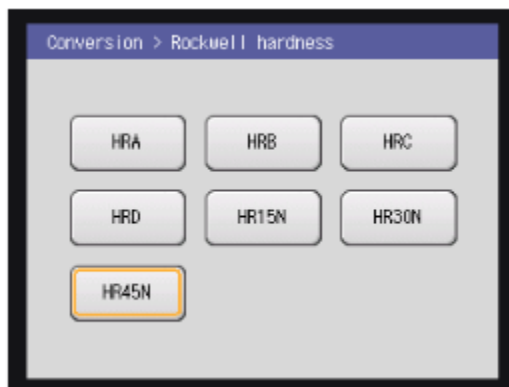 Conversion > Rockwell hardness
HRA HRB HRC
HRD HR15N HR30N
HR45N